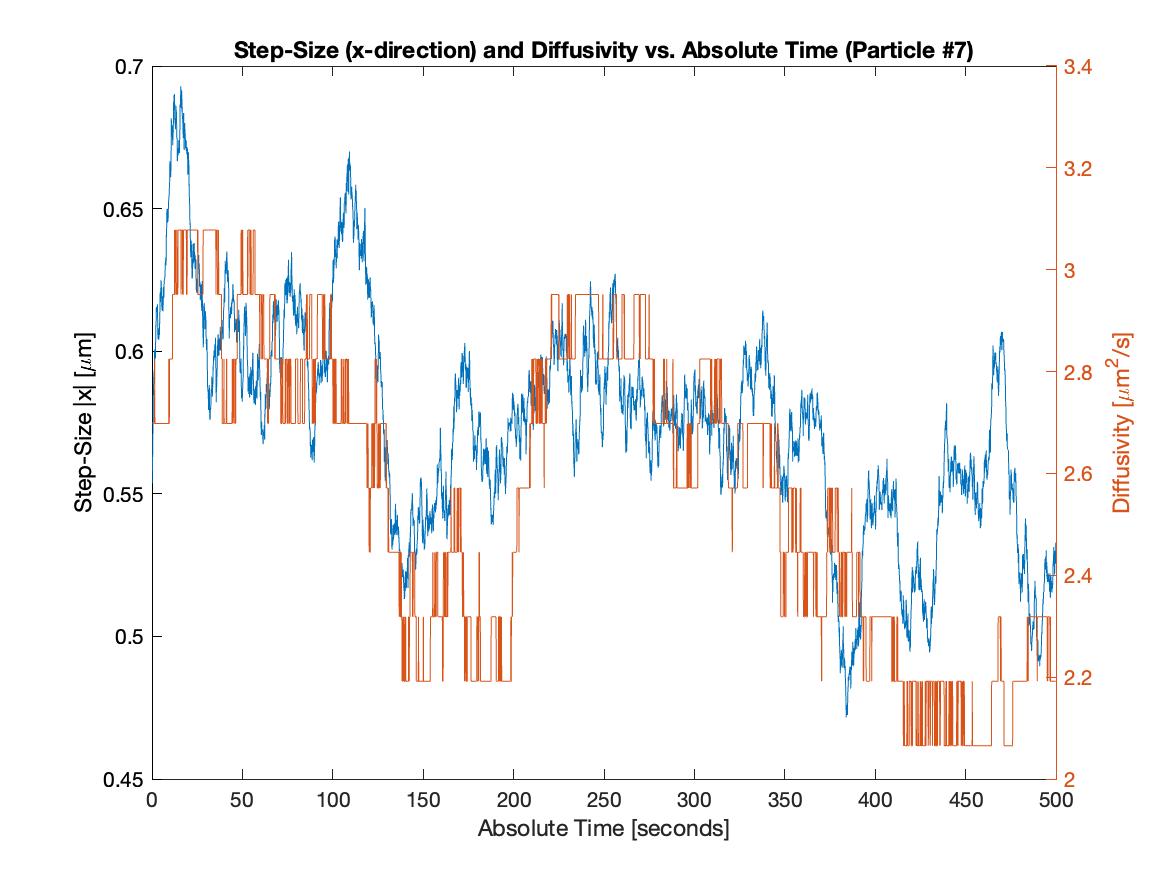 Step-Size (x-direction) and Diffusivity vs. Absolute Time (Particle #7)
0.7
0.65
0.6
0.55
0.5
0.45
Step-Size |x| [μm]
3.4
3.2
3
2.8
2.6
2.4
2.2
2
Diffusivity [μm²/s]
0 50 100 150 200 250 300 350 400 450 500
Absolute Time [seconds]